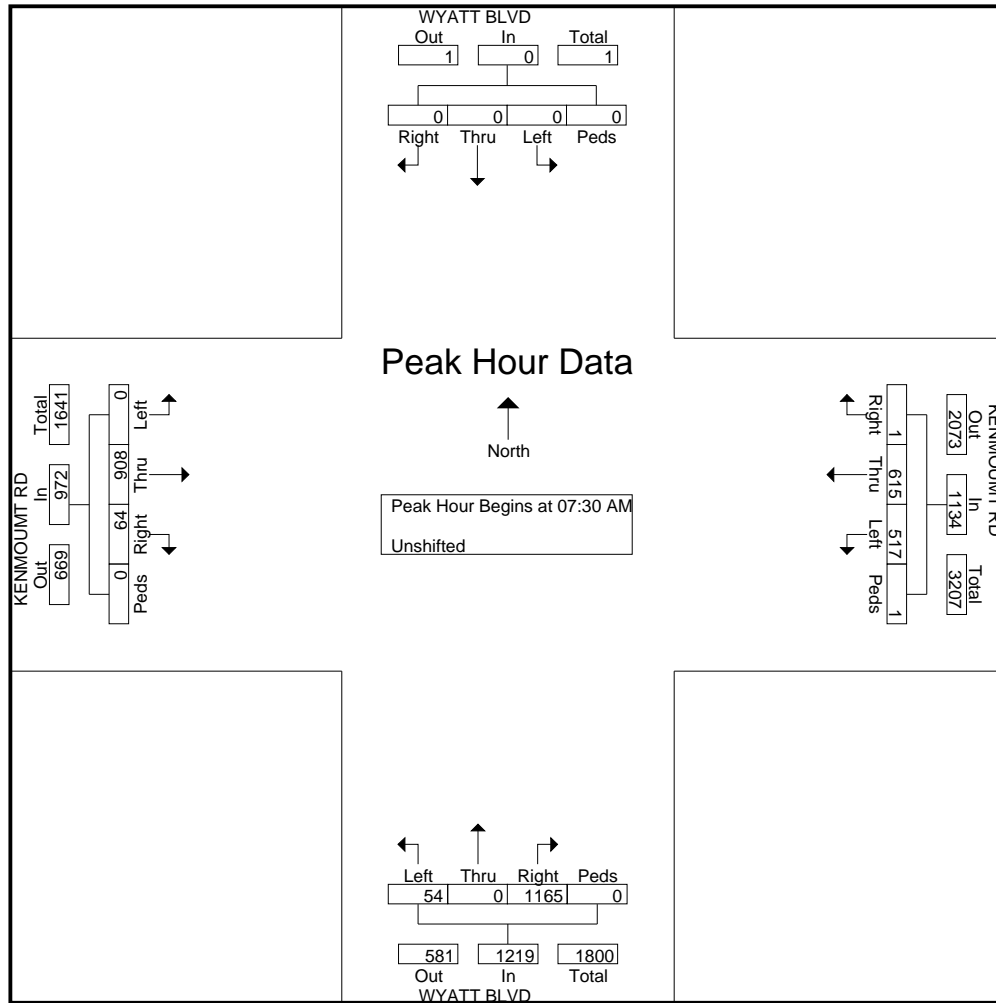 WYATT BLVD
Out In Total
1 0 1
0 0 0 0
Right Thru Left Peds
Peak Hour Data
North
Peak Hour Begins at 07:30 AM
Unshifted
KENMOUMT RD
Total In Out
1641 972 669
0 908 64 0
Left Thru Right Peds
KENMOUMT RD
Out In Total
2073 1134 3207
1 615 517 1
Right Thru Left Peds
Left Thru Right Peds
54 0 1165 0
581 1219 1800
Out In Total
WYATT BLVD